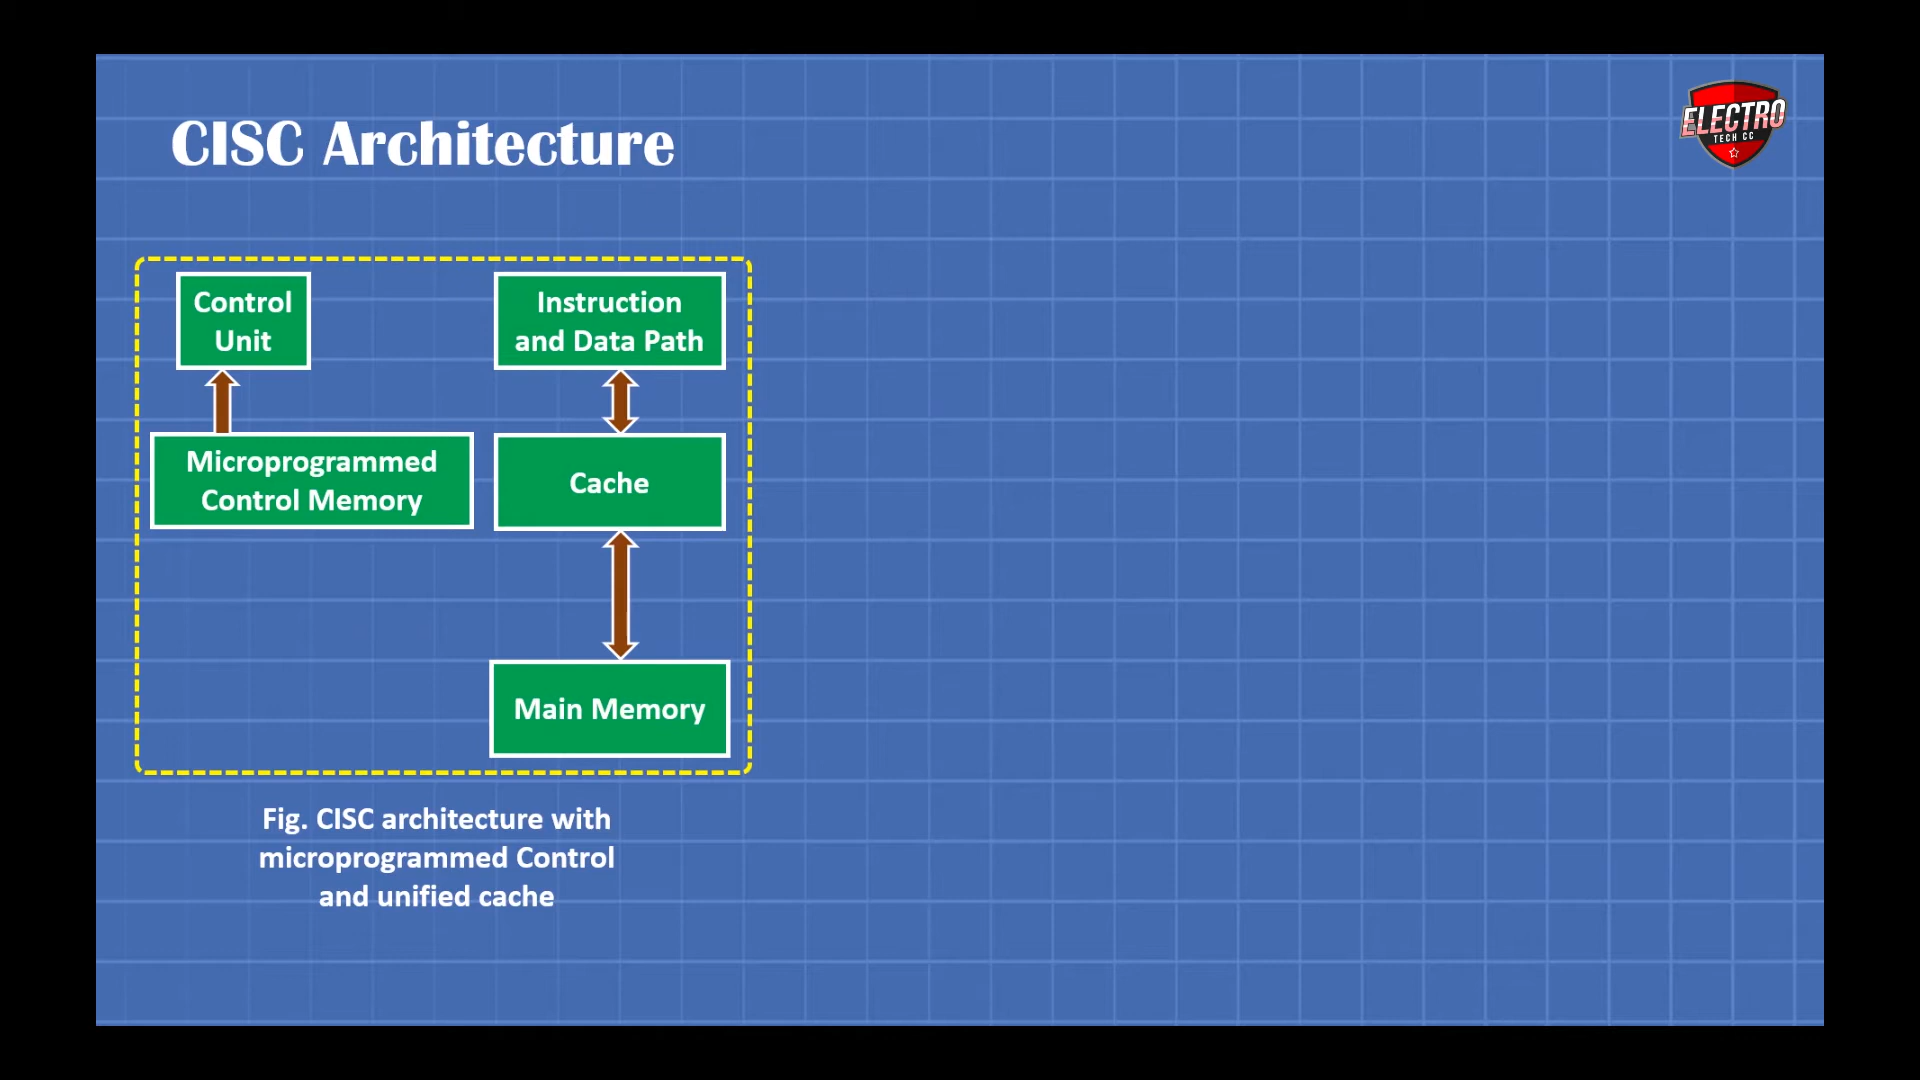 CISC Architecture
ELECTRO
TECH CC
Control
Unit
Instruction
and Data Path
Microprogrammed
Control Memory
Cache
Main Memory
Fig. CISC architecture with
microprogrammed Control
and unified cache